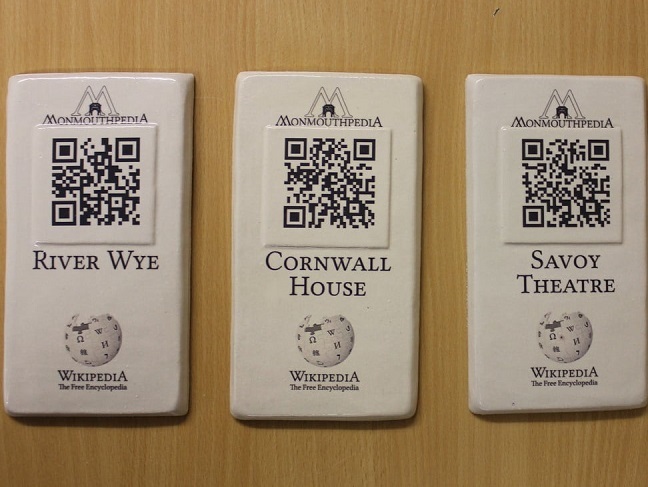 MONMOUTHPEDIA
RIVER WYE
WIKIPEDIA
The Free Encyclopedia
MONMOUTHPEDIA
CORNWALL
HOUSE
WIKIPEDIA
The Free Encyclopedia
MONMOUTHPEDIA
SAVOY
THEATRE
WIKIPEDIA
The Free Encyclopedia